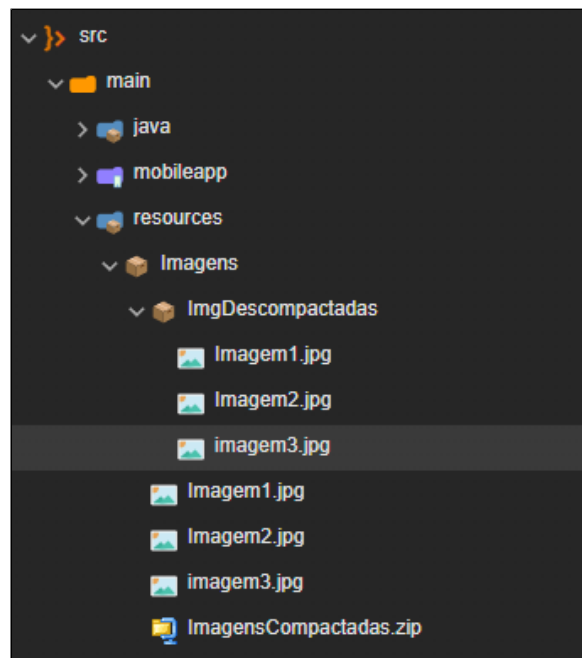 src
main
java
mobileapp
resources
Imagens
ImgDescompactadas
Imagem1.jpg
Imagem2.jpg
imagem3.jpg
Imagem1.jpg
Imagem2.jpg
imagem3.jpg
ImagensCompactadas.zip